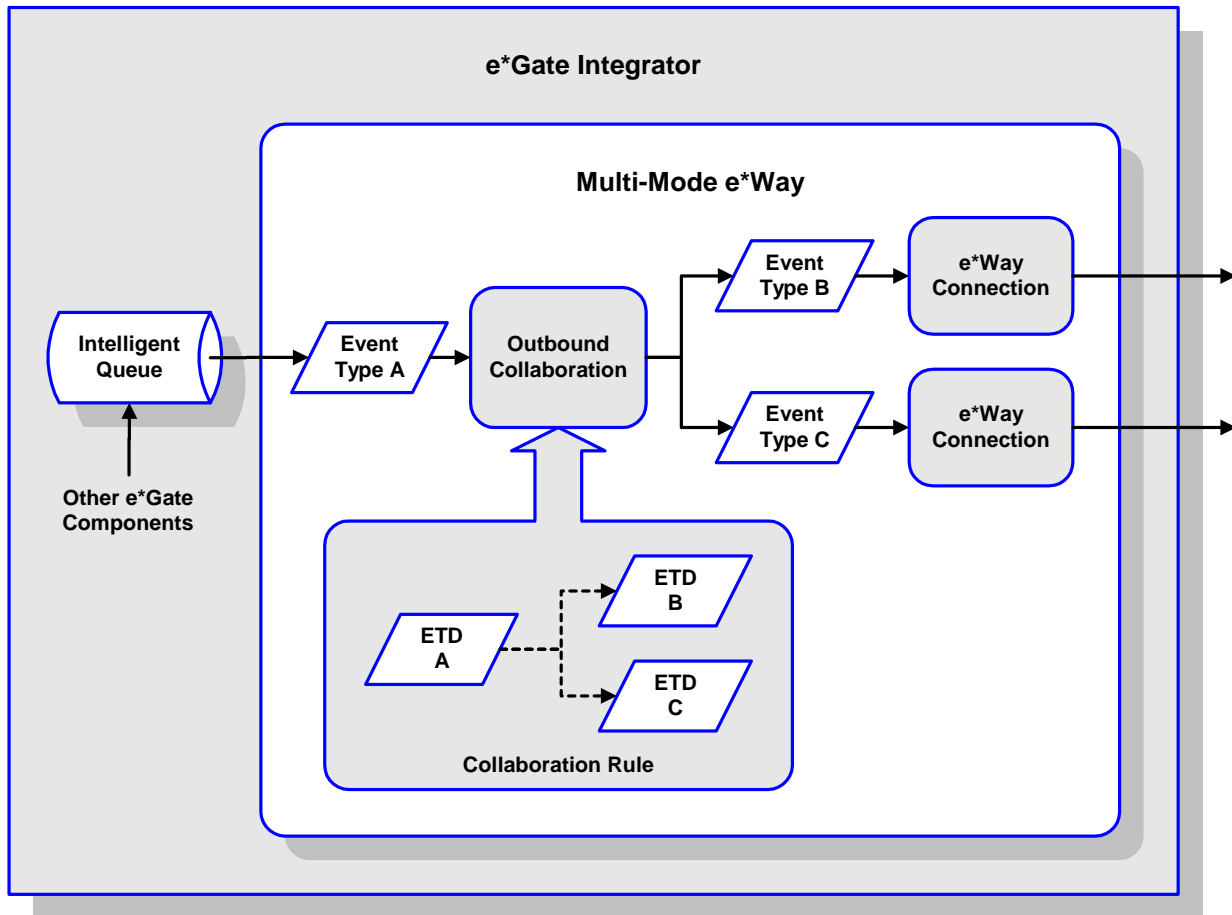 e*Gate Integrator
Multi-Mode e*Way
Intelligent
Queue
Other e*Gate
Components
Event
Type A
Outbound
Collaboration
Event
Type B
e*Way
Connection
Event
Type C
e*Way
Connection
ETD
A
ETD
B
ETD
C
Collaboration Rule